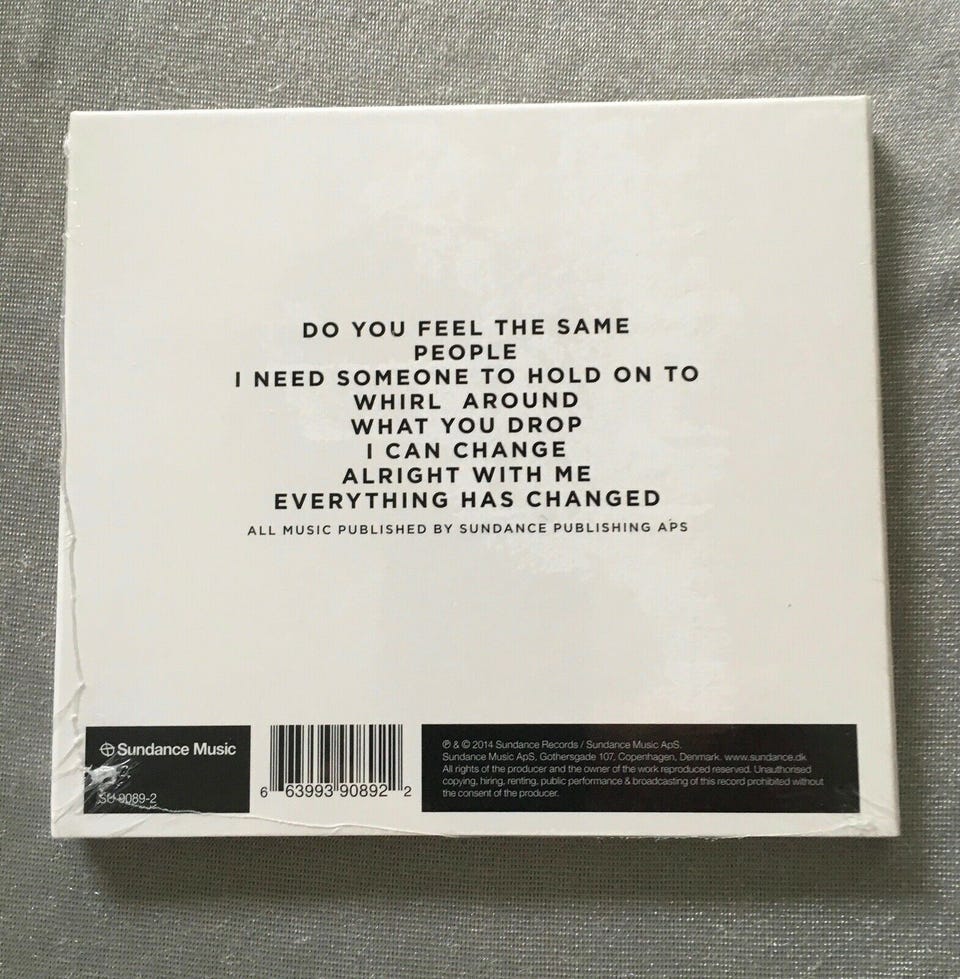 DO YOU FEEL THE SAME
PEOPLE
I NEED SOMEONE TO HOLD ON TO
WHIRL AROUND
WHAT YOU DROP
I CAN CHANGE
ALRIGHT WITH ME
EVERYTHING HAS CHANGED
ALL MUSIC PUBLISHED BY SUNDANCE PUBLISHING APS
Sundance Music
SU 9089-2
6 63993 90892 2
℗ & © 2014 Sundance Records / Sundance Music ApS.
Sundance Music ApS, Gothersgade 107, Copenhagen, Denmark. www.sundance.dk
All rights of the producer and the owner of the work reproduced reserved. Unauthorised
copying, hiring, renting, public performance & broadcasting of this record prohibited without
the consent of the producer.